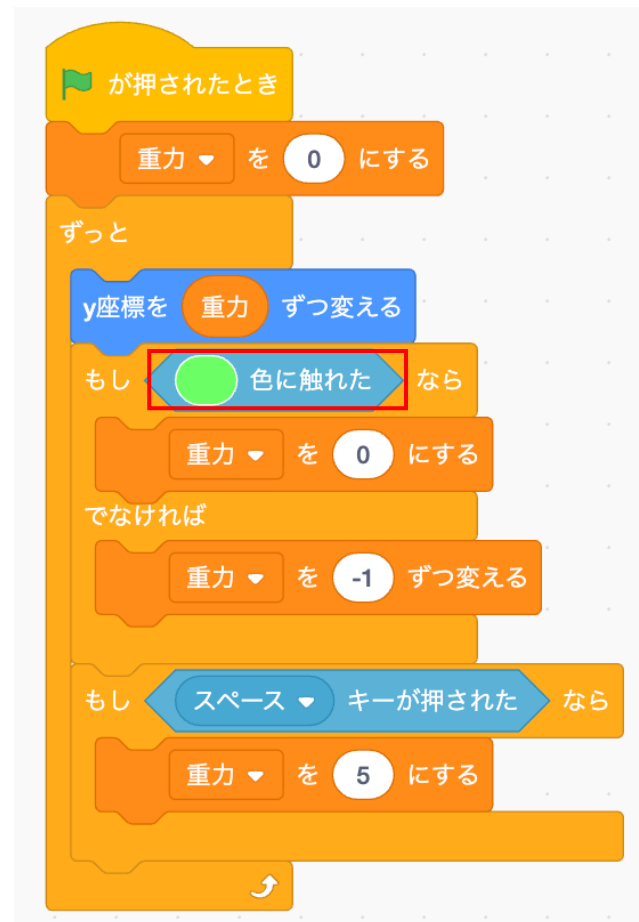 が押されたとき
重力 を 0 にする
ずっと
y座標を 重力 ずつ変える
もし 色に触れた なら
重力 を 0 にする
でなければ
重力 を -1 ずつ変える
もし スペース キーが押された なら
重力 を 5 にする